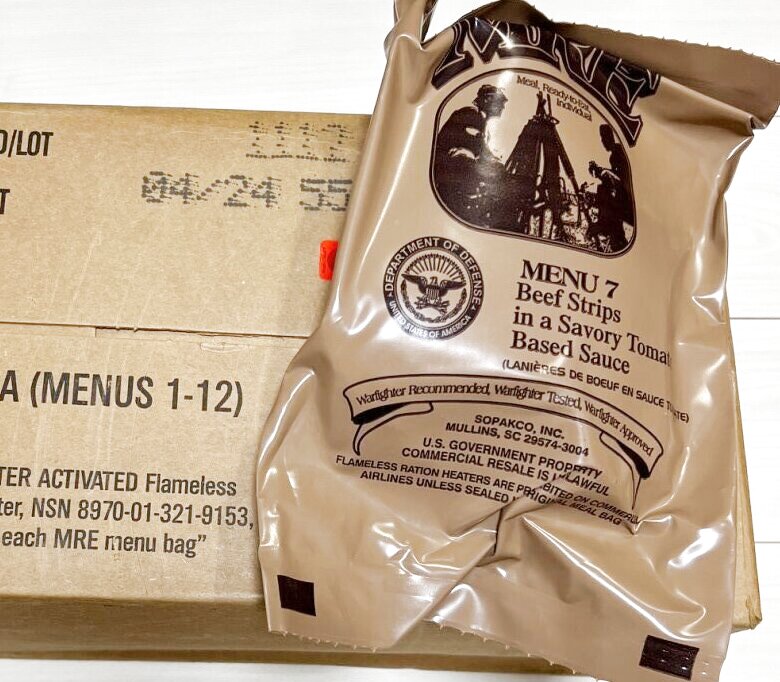 D/LOT
1117
04/24 55
T
A (MENUS 1-12)
TER ACTIVATED Flameless
ter, NSN 8970-01-321-9153,
each MRE menu bag”
MRE
Meal, Ready-to-Eat,
Individual
DEPARTMENT OF DEFENSE
UNITED STATES OF AMERICA
MENU 7
Beef Strips
in a Savory Tomat
Based Sauce
(LANIÈRES DE BOEUF EN SAUCE
Warfighter Recommended, Warfighter Tested, Warfighter Approved
SOPAKCO, INC.
MULLINS, SC 29574-3004
U.S. GOVERNMENT PROPERTY
COMMERCIAL RESALE IS UNLAWFUL
FLAMELESS RATION HEATERS ARE PROHIBITED ON COMMERCIAL
AIRLINES UNLESS SEALED IN ORIGINAL MEAL BAG